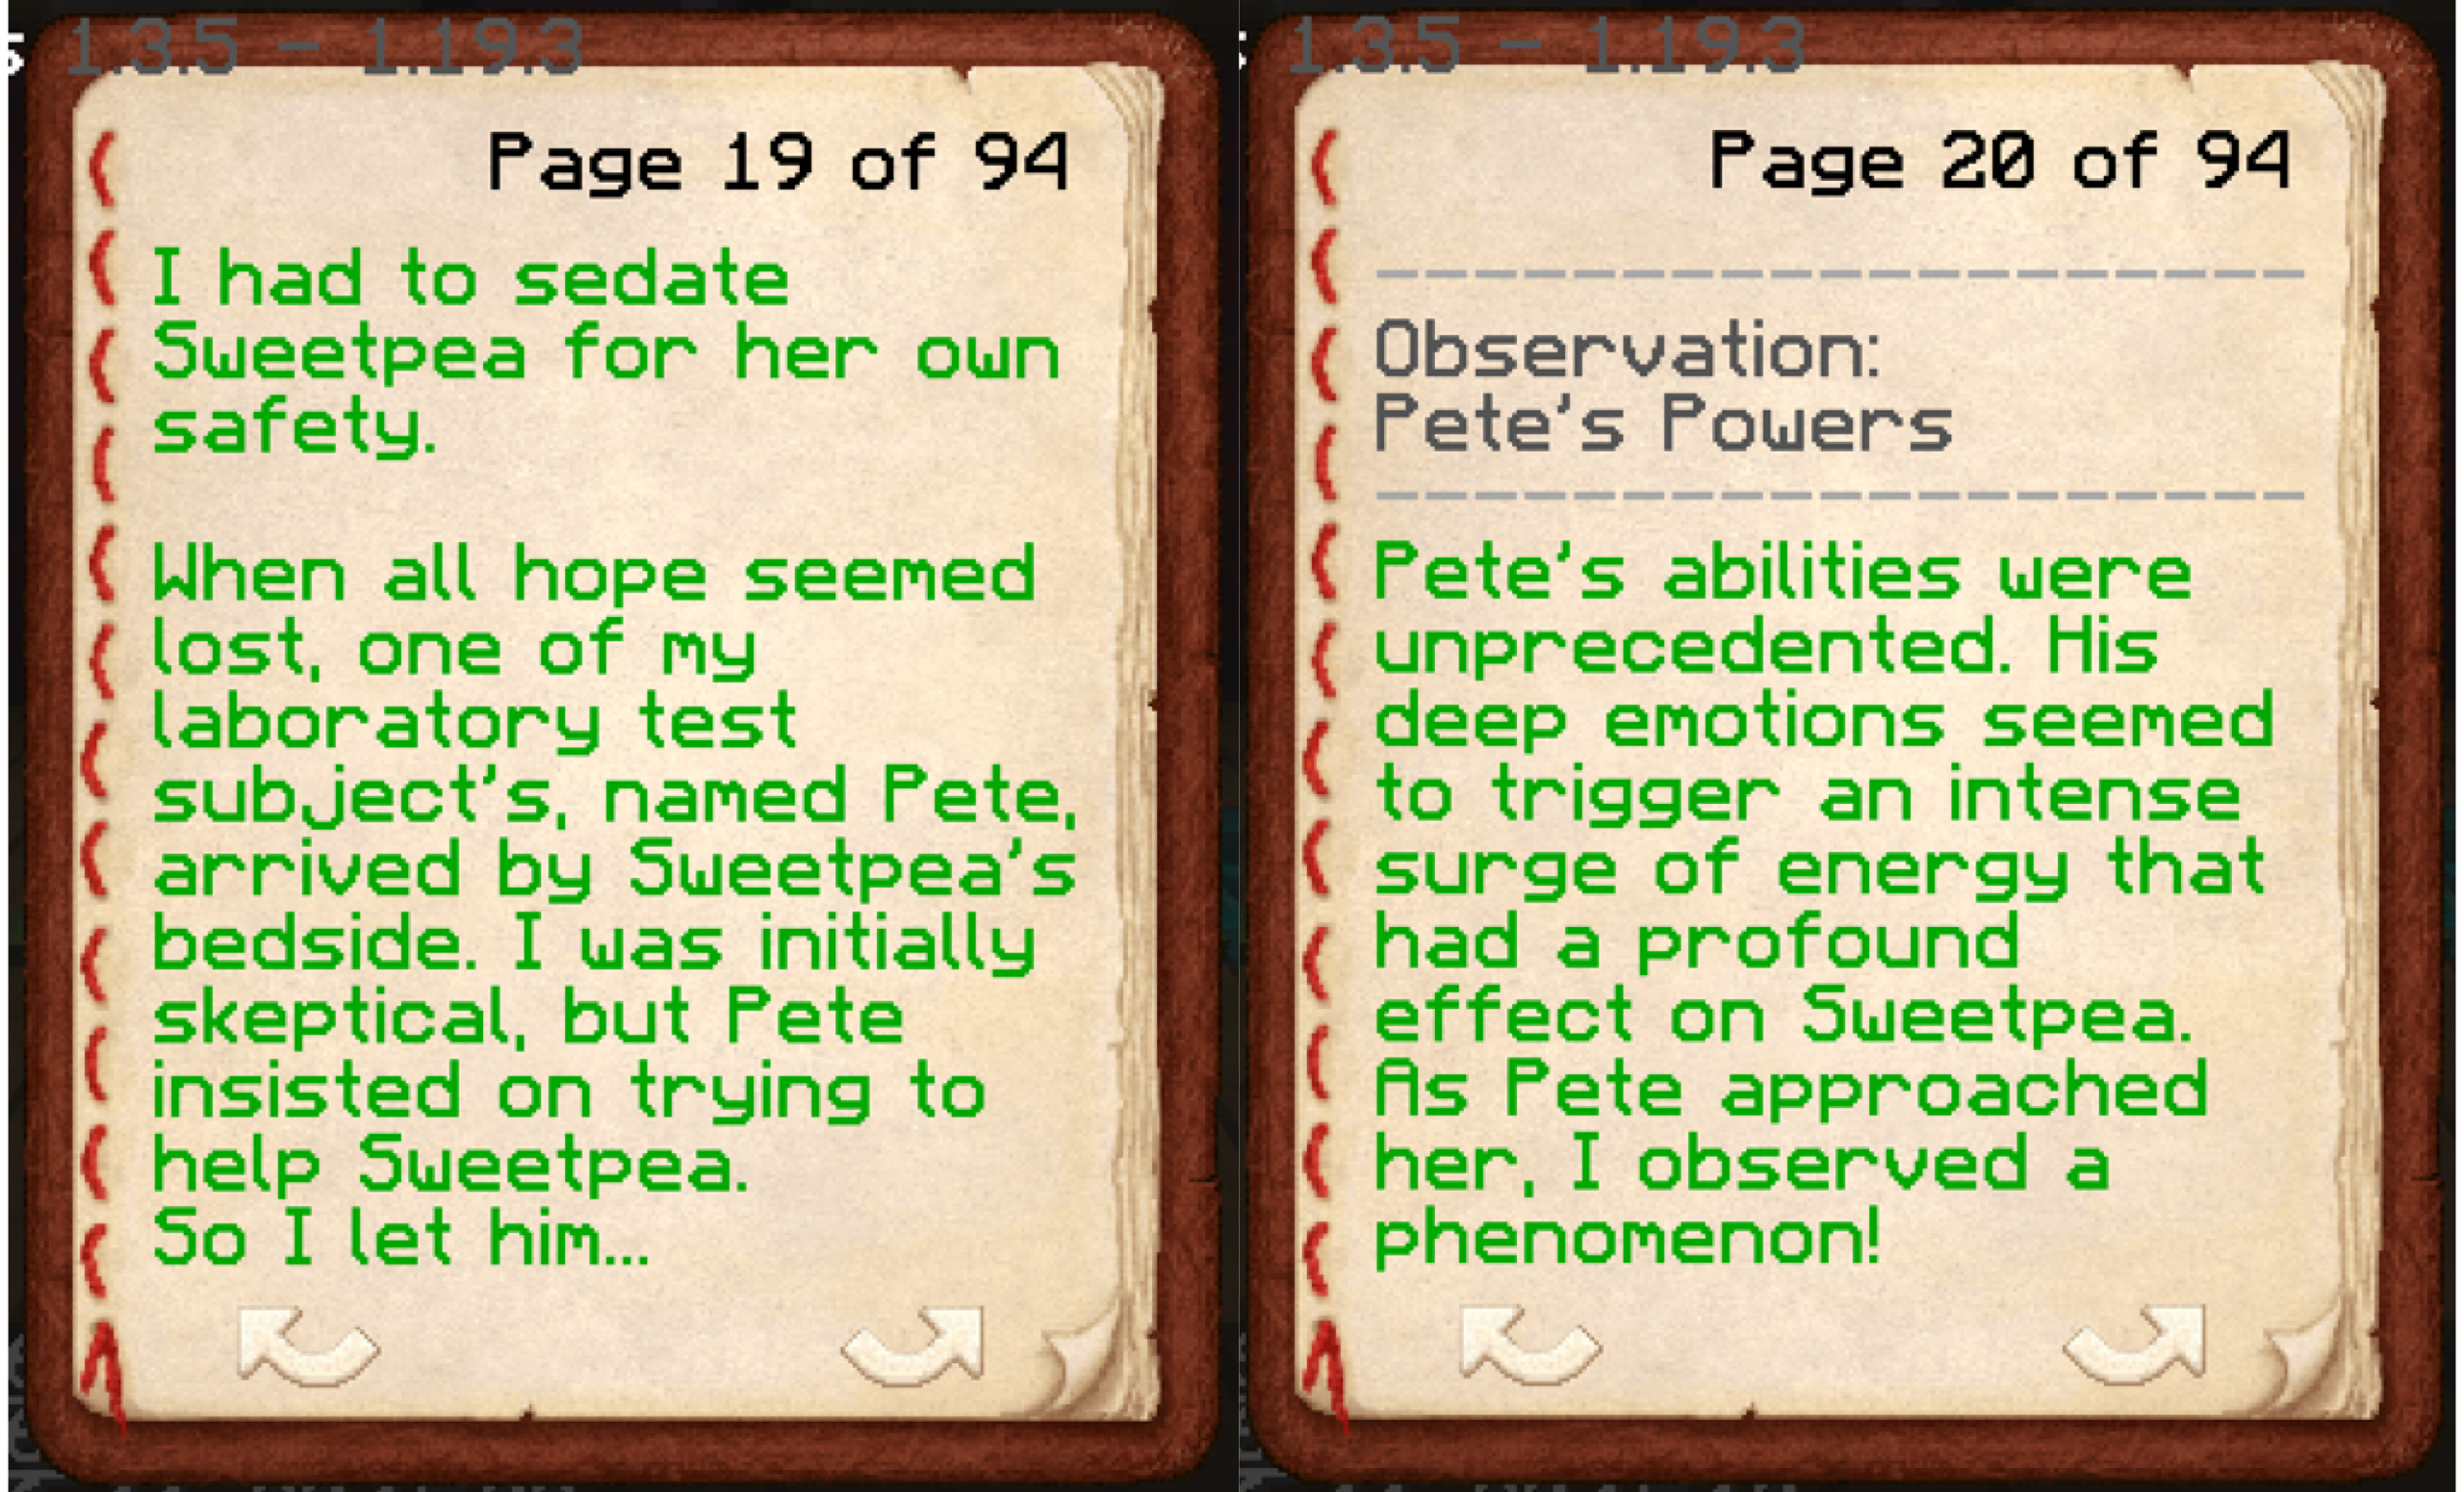 1.3.5 - 1.19.3
Page 19 of 94
I had to sedate
Sweetpea for her own
safety.
When all hope seemed
lost, one of my
laboratory test
subject's, named Pete,
arrived by Sweetpea's
bedside. I was initially
skeptical, but Pete
insisted on trying to
help Sweetpea.
So I let him...
1.3.5 - 1.19.3
Page 20 of 94
-------------------
Observation:
Pete's Powers
-------------------
Pete's abilities were
unprecedented. His
deep emotions seemed
to trigger an intense
surge of energy that
had a profound
effect on Sweetpea.
As Pete approached
her, I observed a
phenomenon!